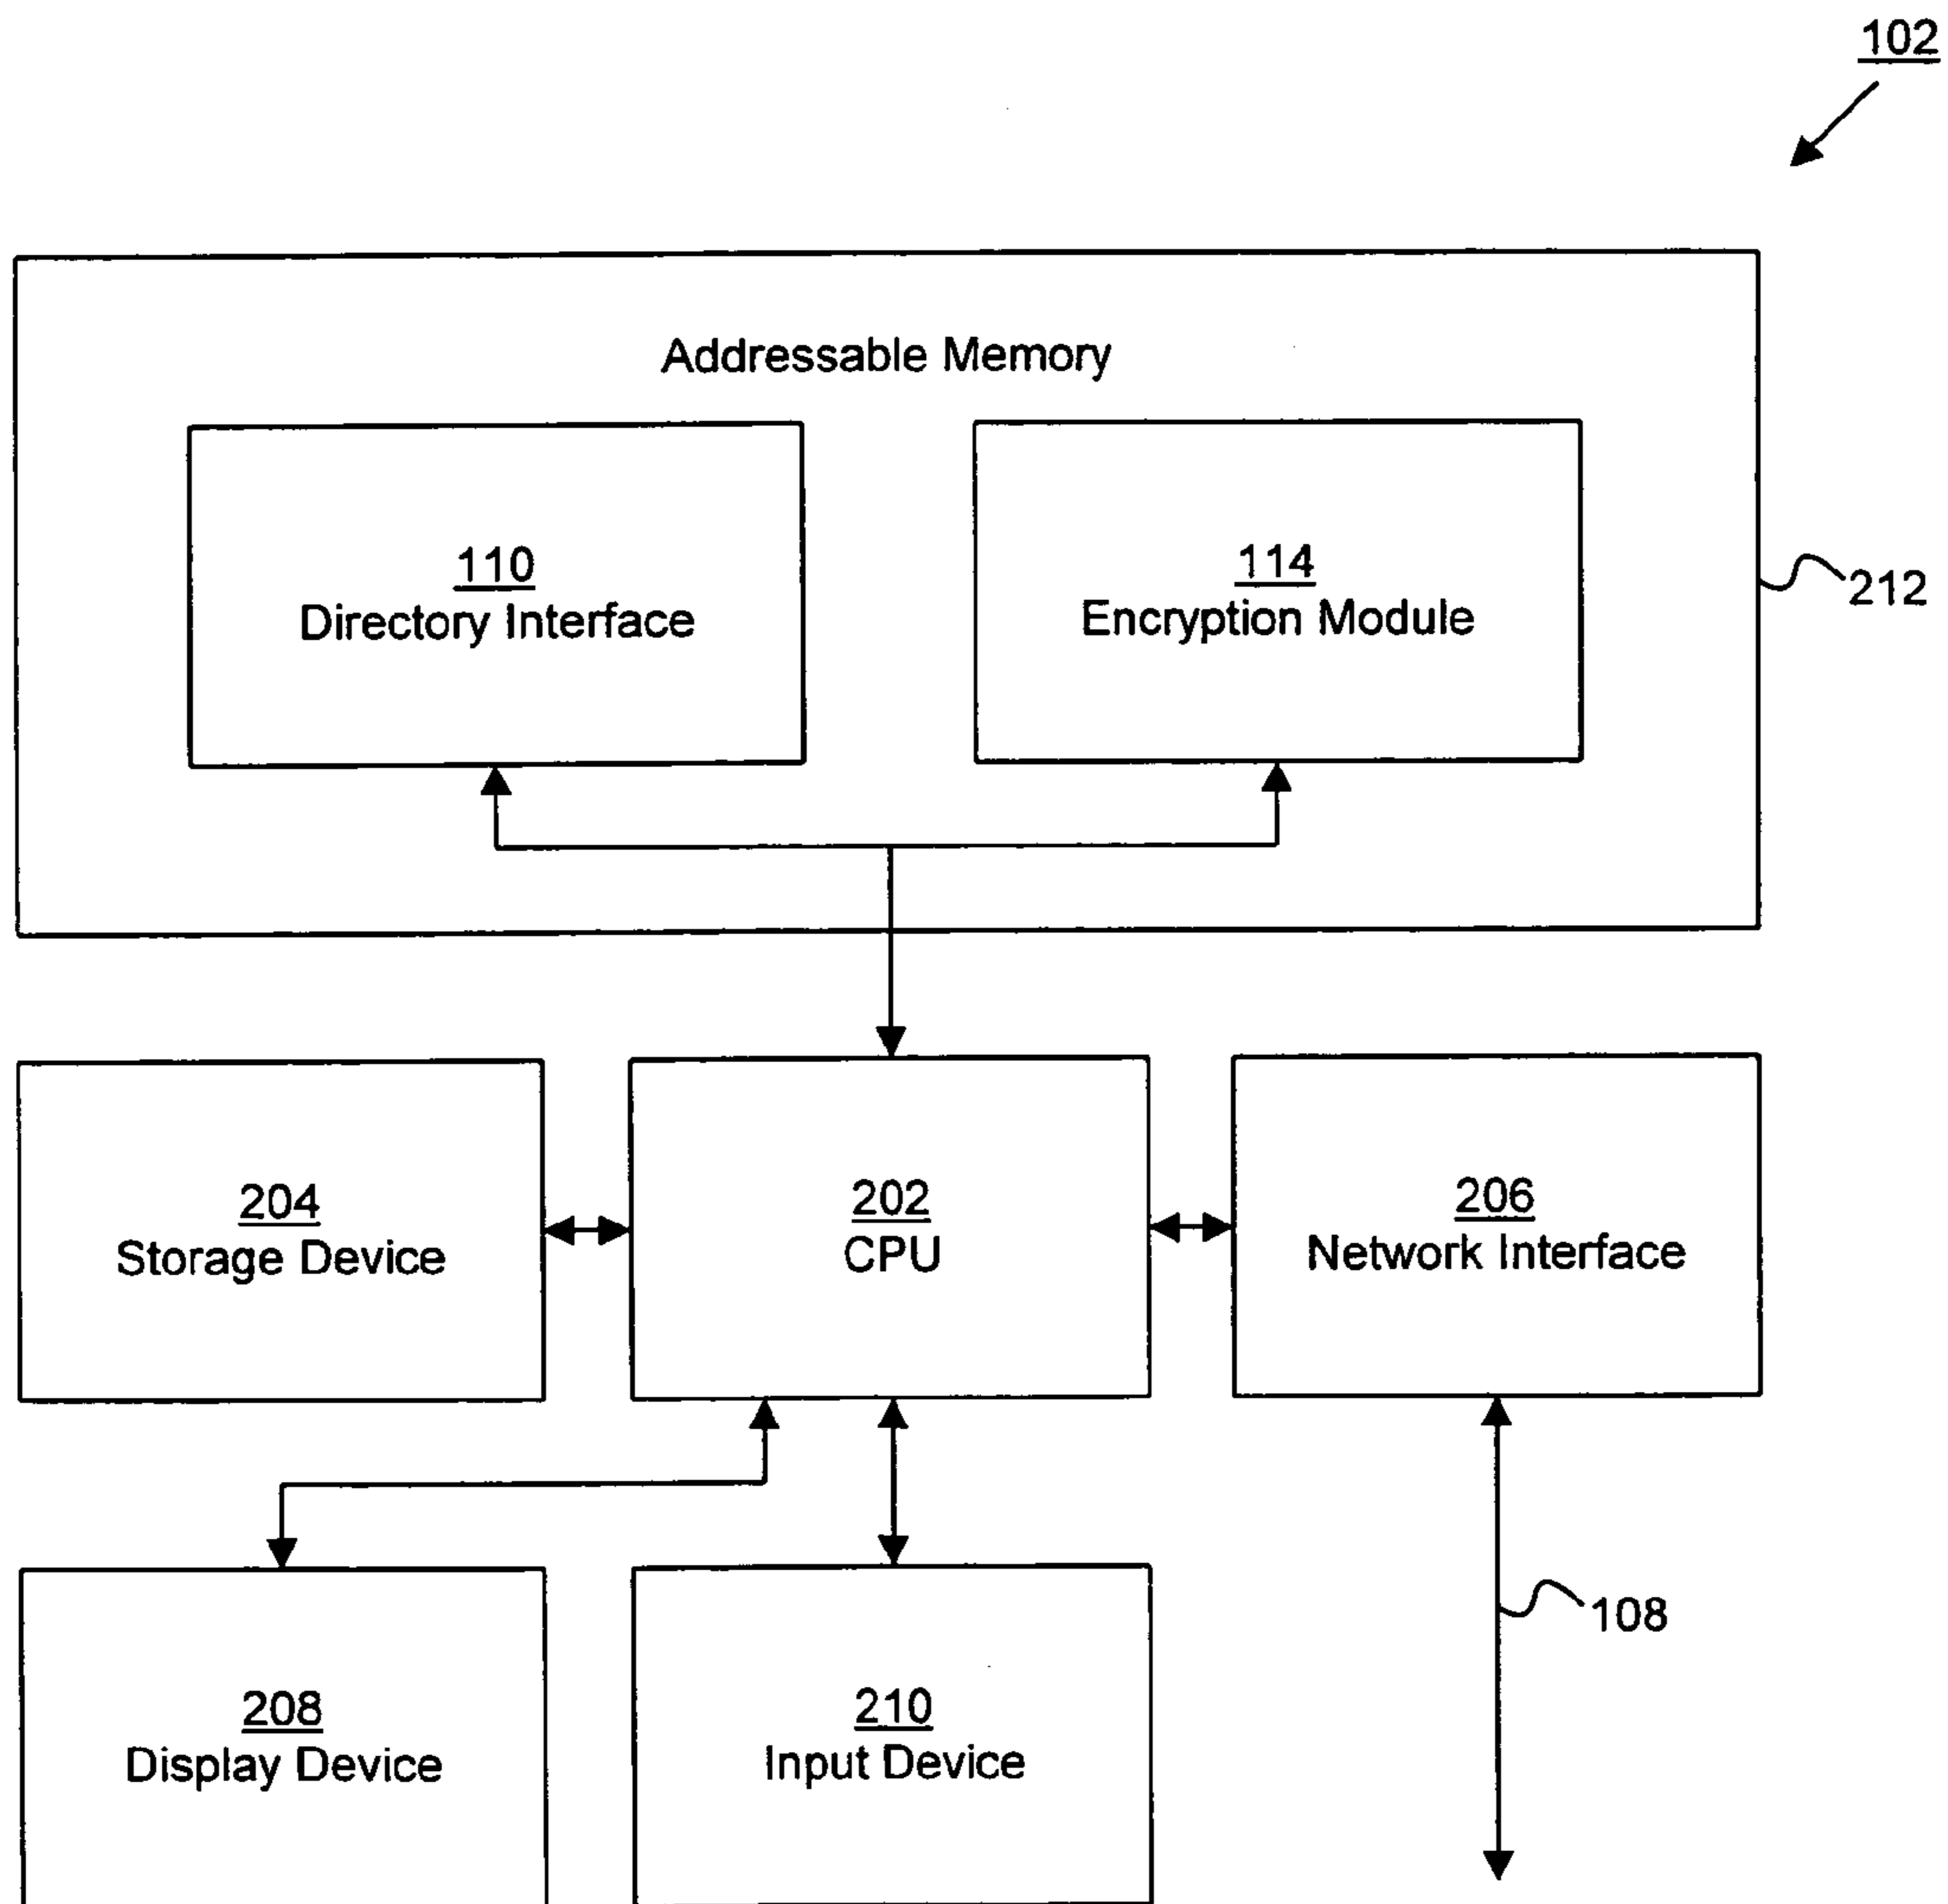 102
Addressable Memory
110
Directory Interface
114
Encryption Module
212
204
Storage Device
202
CPU
206
Network Interface
108
208
Display Device
210
Input Device